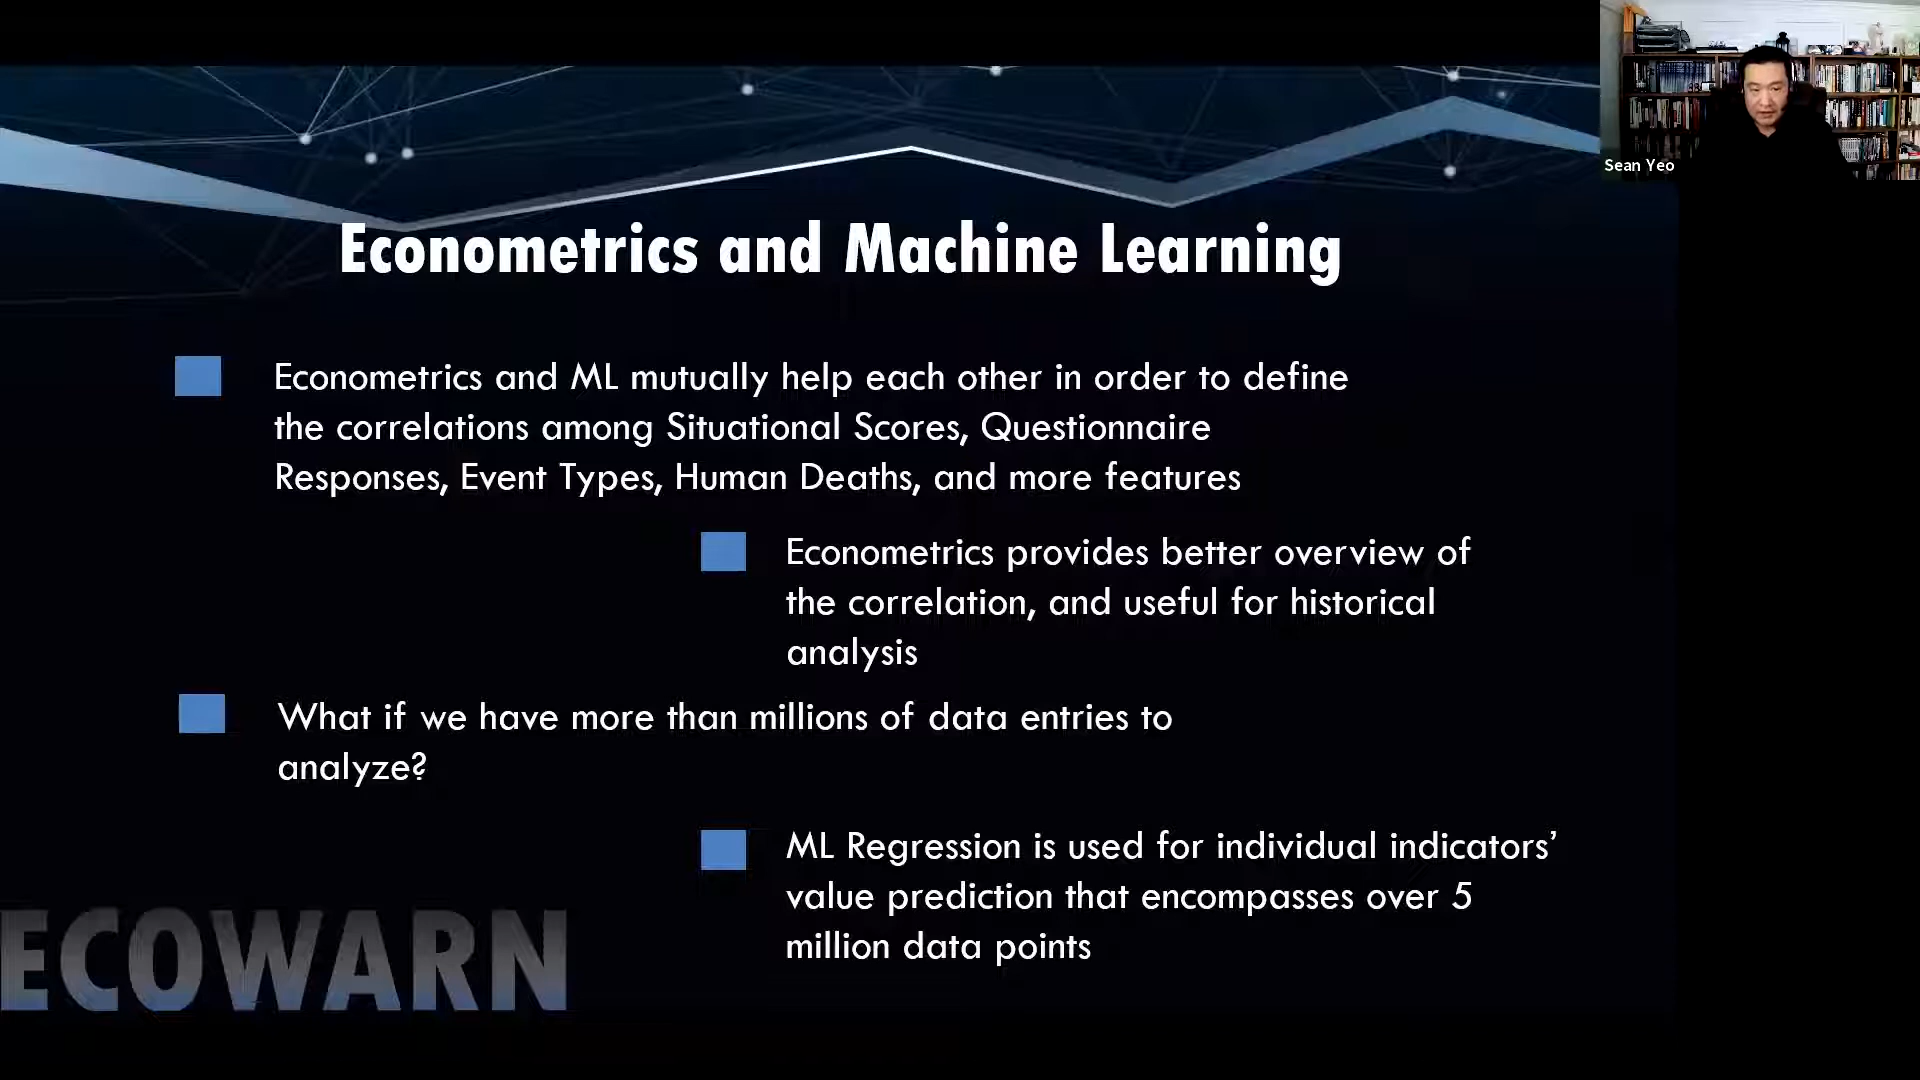 Sean Yeo
Econometrics and Machine Learning
Econometrics and ML mutually help each other in order to define
the correlations among Situational Scores, Questionnaire
Responses, Event Types, Human Deaths, and more features
Econometrics provides better overview of
the correlation, and useful for historical
analysis
What if we have more than millions of data entries to
analyze?
ML Regression is used for individual indicators’
value prediction that encompasses over 5
million data points
ECOWARN